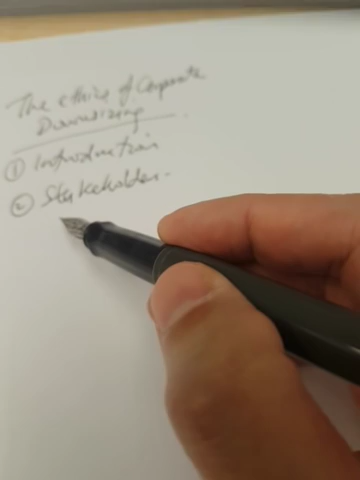 The ethics of Corporate
Downsizing
① Introduction
② Stakeholder-